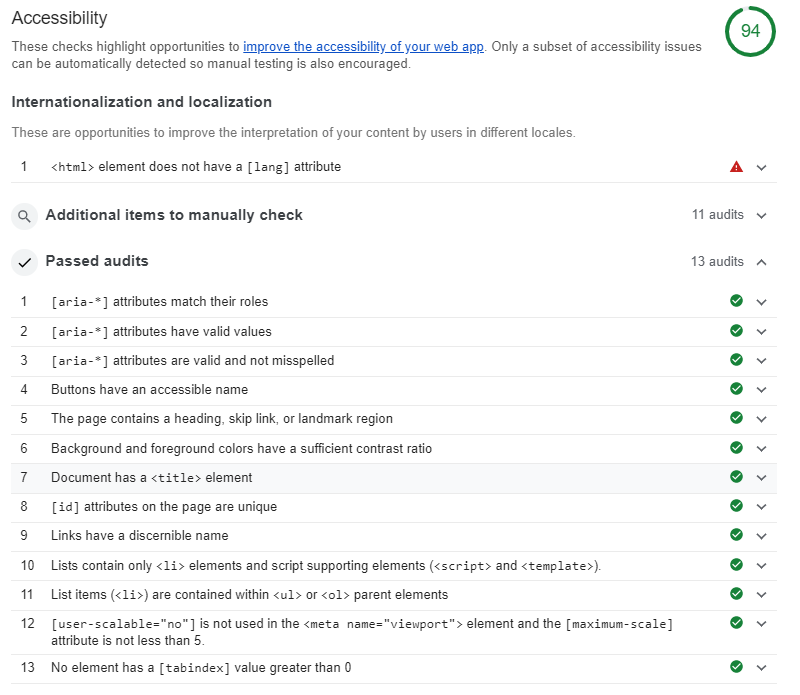 Accessibility
94
These checks highlight opportunities to improve the accessibility of your web app. Only a subset of accessibility issues
can be automatically detected so manual testing is also encouraged.
Internationalization and localization
These are opportunities to improve the interpretation of your content by users in different locales.
1 <html> element does not have a [lang] attribute
Additional items to manually check 11 audits
Passed audits 13 audits
1 [aria-*] attributes match their roles
2 [aria-*] attributes have valid values
3 [aria-*] attributes are valid and not misspelled
4 Buttons have an accessible name
5 The page contains a heading, skip link, or landmark region
6 Background and foreground colors have a sufficient contrast ratio
7 Document has a <title> element
8 [id] attributes on the page are unique
9 Links have a discernible name
10 Lists contain only <li> elements and script supporting elements (<script> and <template>).
11 List items (<li>) are contained within <ul> or <ol> parent elements
12 [user-scalable="no"] is not used in the <meta name="viewport"> element and the [maximum-scale]
attribute is not less than 5.
13 No element has a [tabindex] value greater than 0